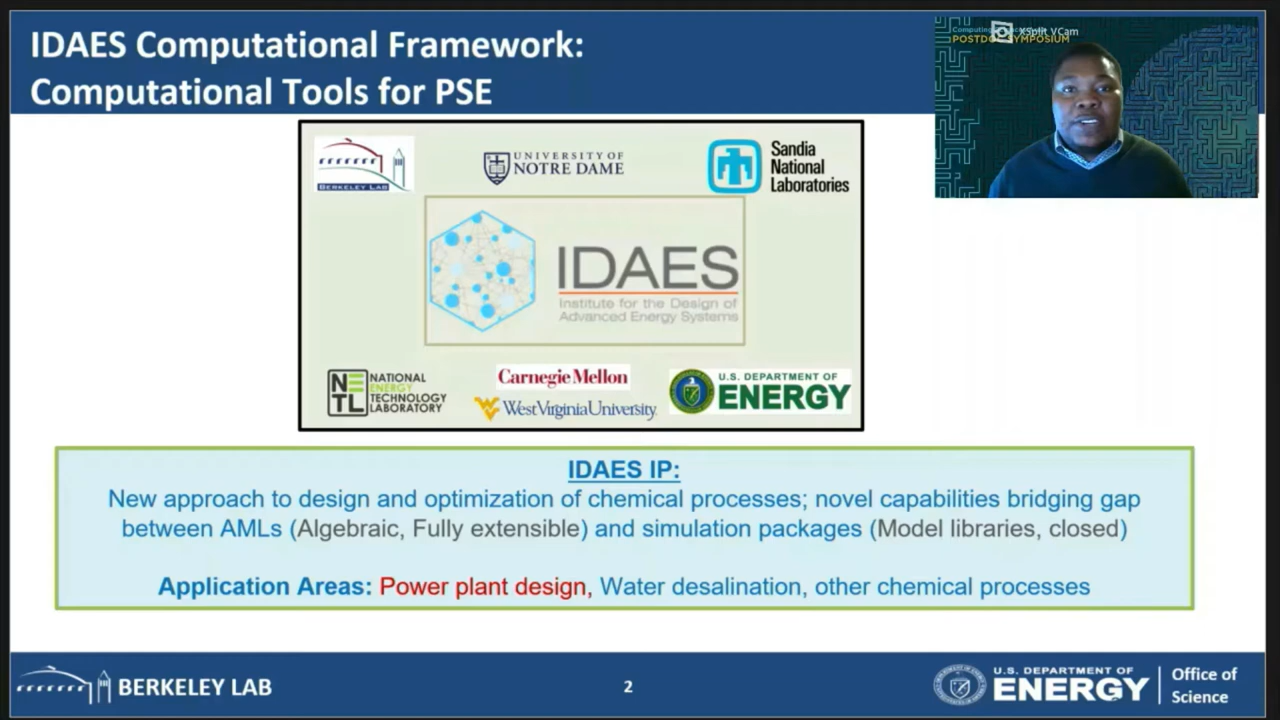 IDAES Computational Framework:
Computational Tools for PSE
POSTDOC SYMPOSIUM
XSplit VCam
BERKELEY LAB
UNIVERSITY OF
NOTRE DAME
Sandia
National
Laboratories
IDAES
Institute for the Design of
Advanced Energy Systems
NE
TL
NATIONAL
ENERGY
TECHNOLOGY
LABORATORY
Carnegie Mellon
WestVirginiaUniversity.
U.S. DEPARTMENT OF
ENERGY
IDAES IP:
New approach to design and optimization of chemical processes; novel capabilities bridging gap
between AMLs (Algebraic, Fully extensible) and simulation packages (Model libraries, closed)
Application Areas: Power plant design, Water desalination, other chemical processes
BERKELEY LAB
2
U.S. DEPARTMENT OF
ENERGY
Office of
Science